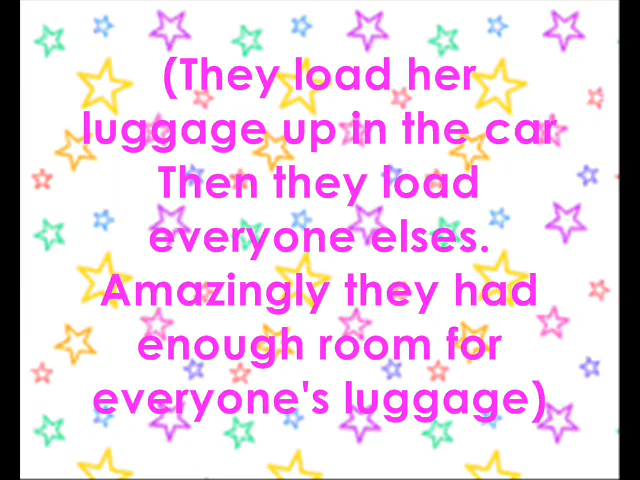 (They load her
luggage up in the car
Then they load
everyone elses.
Amazingly they had
enough room for
everyone's luggage)